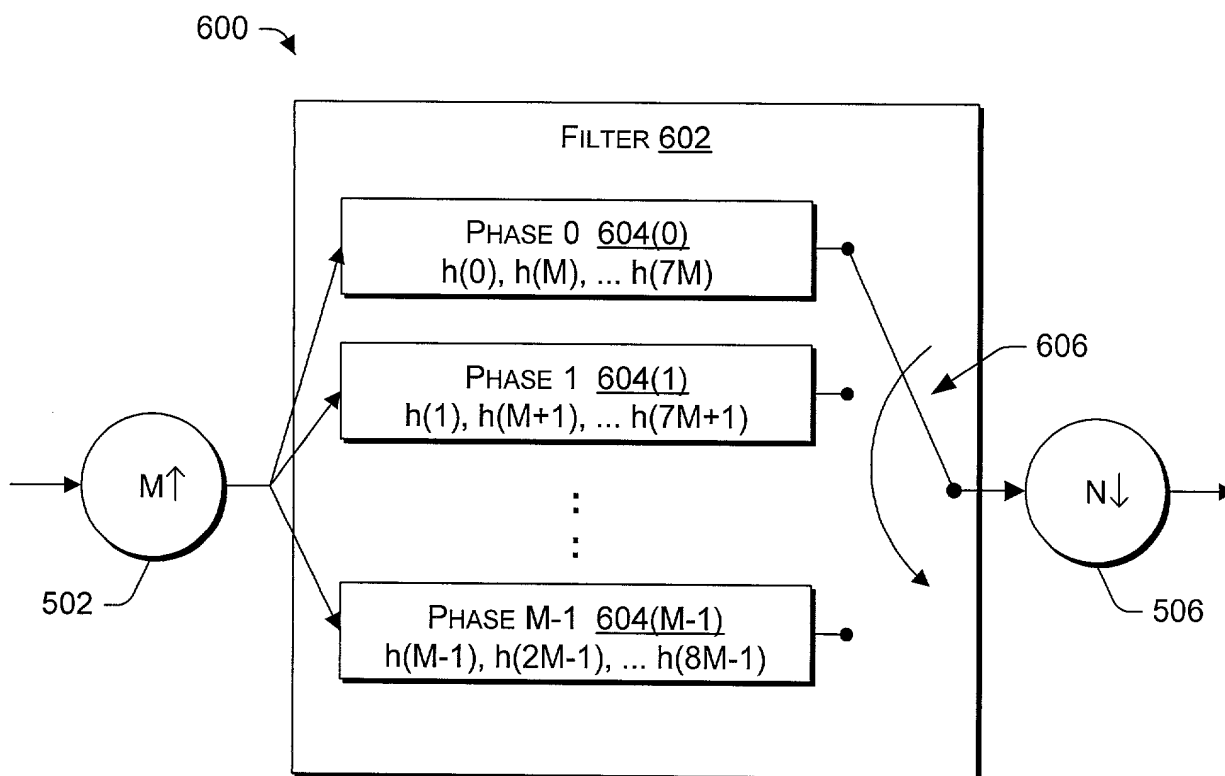 600
FILTER 602
PHASE 0 604(0)
h(0), h(M), ... h(7M)
606
PHASE 1 604(1)
h(1), h(M+1), ... h(7M+1)
M↑
N↓
502
506
PHASE M-1 604(M-1)
h(M-1), h(2M-1), ... h(8M-1)